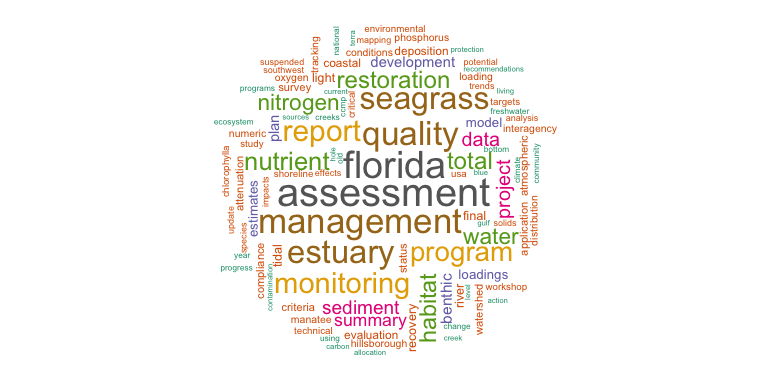 environmental
national
terra
tracking
mapping phosphorus
conditions deposition protection
suspended coastal development potential
southwest recommendations
oxygen light restoration loading
programs survey current trends living
nitrogen ccmp critical seagrass targets
sources creeks freshwater
ecosystem plan report quality model analysis
numeric data interagency
study bottom
nutrient hole old florida total climate community
chlorophylla attenuation shoreline effects usa blue atmospheric
impacts assessment project
estimates
update species management final gulf solids application distribution
year estuary water
progress compliance tidal status program
contamination monitoring habitat benthic loadings
river level watershed workshop
criteria sediment action
manatee summary recovery change
technical evaluation
using hillsborough creek
carbon allocation